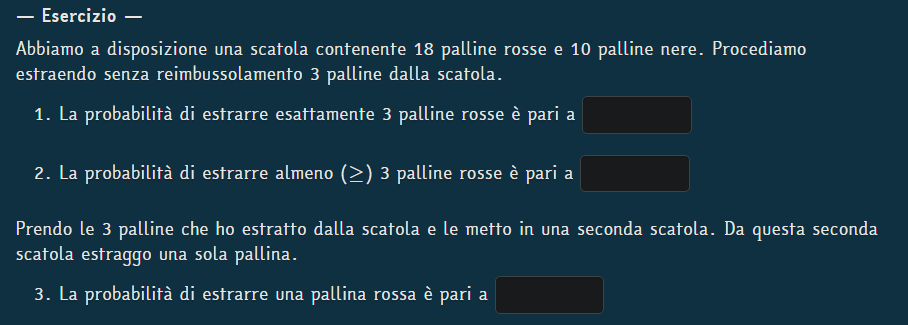 — Esercizio —
Abbiamo a disposizione una scatola contenente 18 palline rosse e 10 palline nere. Procediamo
estraendo senza reimbussolamento 3 palline dalla scatola.
1. La probabilità di estrarre esattamente 3 palline rosse è pari a
2. La probabilità di estrarre almeno (≥) 3 palline rosse è pari a
Prendo le 3 palline che ho estratto dalla scatola e le metto in una seconda scatola. Da questa seconda
scatola estraggo una sola pallina.
3. La probabilità di estrarre una pallina rossa è pari a